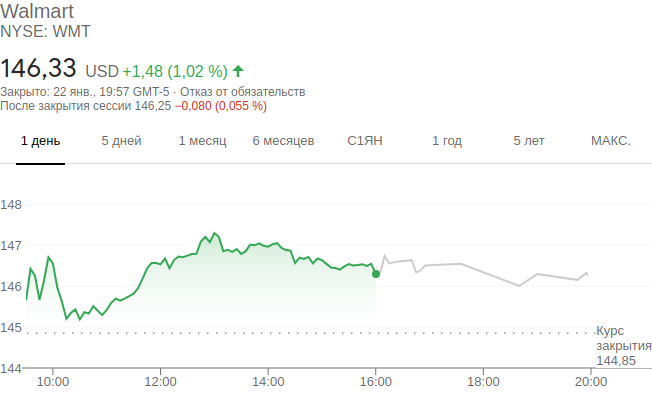 Walmart
NYSE: WMT
146,33 USD +1,48 (1,02 %)
Закрыто: 22 янв., 19:57 GMT-5 · Отказ от обязательств
После закрытия сессии 146,25 −0,080 (0,055 %)
1 день 5 дней 1 месяц 6 месяцев С1ЯН 1 год 5 лет МАКС.
148
147
146
145
Курс
закрытия
144,85
144
10:00 12:00 14:00 16:00 18:00 20:00